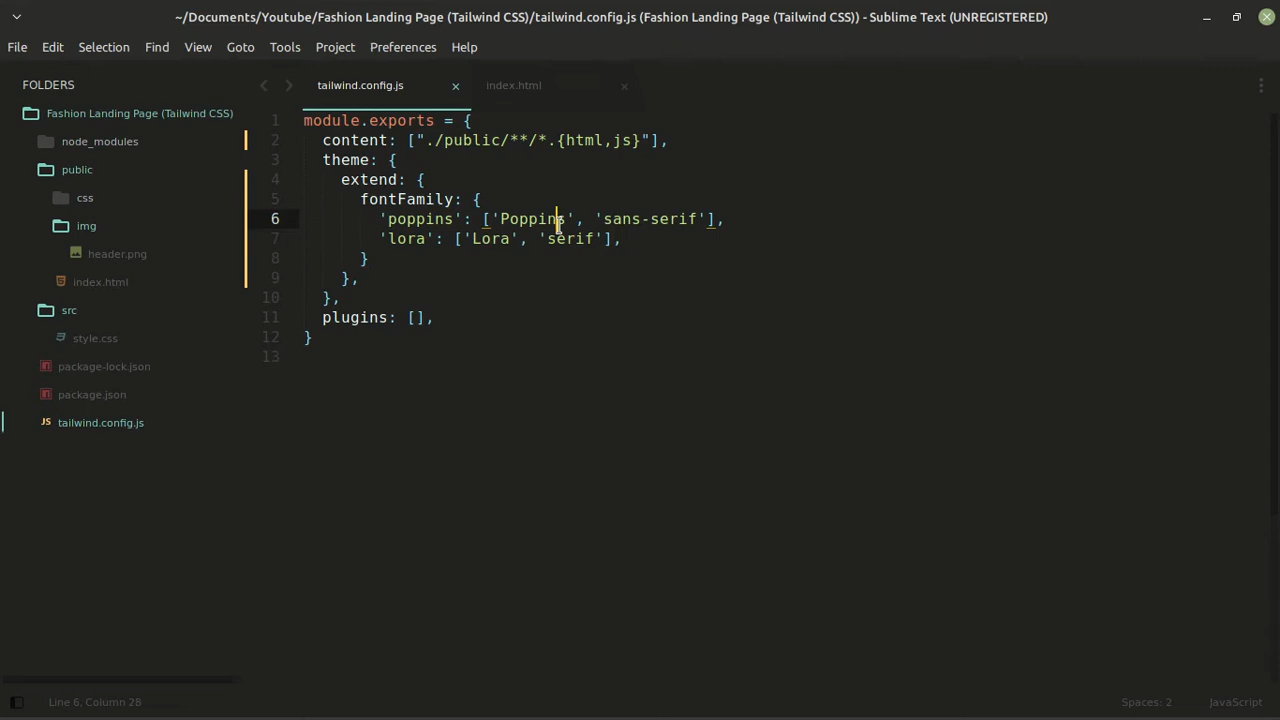 ~/Documents/Youtube/Fashion Landing Page (Tailwind CSS)/tailwind.config.js (Fashion Landing Page (Tailwind CSS)) - Sublime Text (UNREGISTERED)
File Edit Selection Find View Goto Tools Project Preferences Help
FOLDERS
Fashion Landing Page (Tailwind CSS)
node_modules
public
css
img
header.png
index.html
src
style.css
package-lock.json
package.json
JS tailwind.config.js
tailwind.config.js × index.html ×
1 module.exports = {
2 content: ["./public/**/*.{html,js}"],
3 theme: {
4 extend: {
5 fontFamily: {
6 'poppins': ['Poppins', 'sans-serif'],
7 'lora': ['Lora', 'serif'],
8 }
9 },
10 },
11 plugins: [],
12 }
13
Line 6, Column 28
Spaces: 2 JavaScript